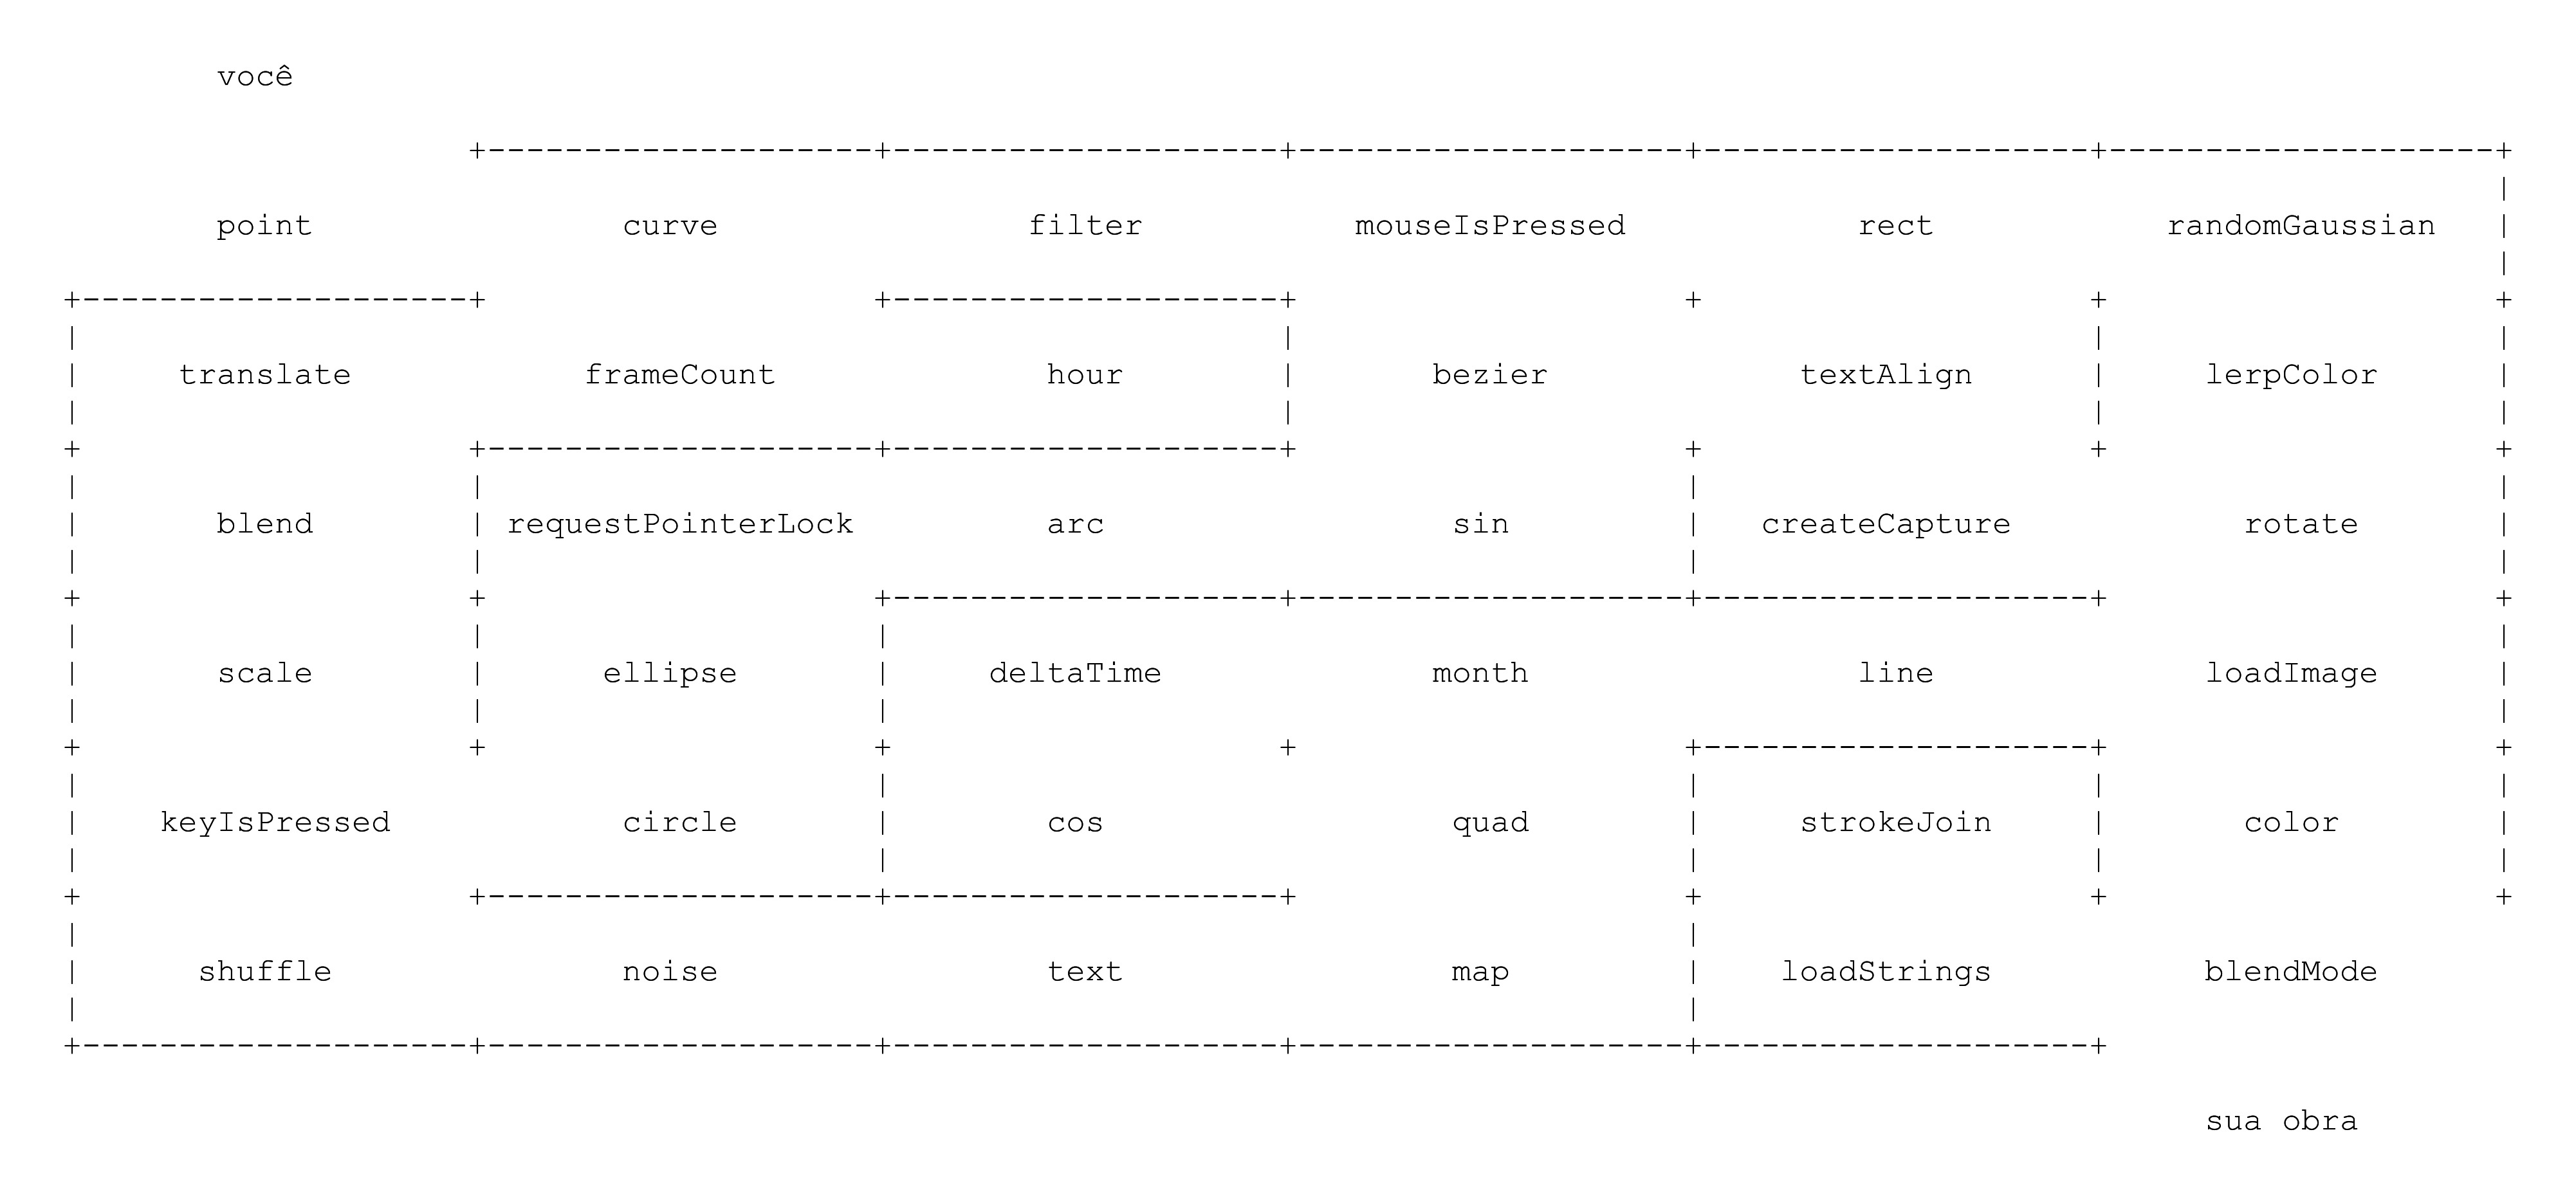 você
point curve filter mouseIsPressed rect randomGaussian
translate frameCount hour bezier textAlign lerpColor
blend requestPointerLock arc sin createCapture rotate
scale ellipse deltaTime month line loadImage
keyIsPressed circle cos quad strokeJoin color
shuffle noise text map loadStrings blendMode
sua obra